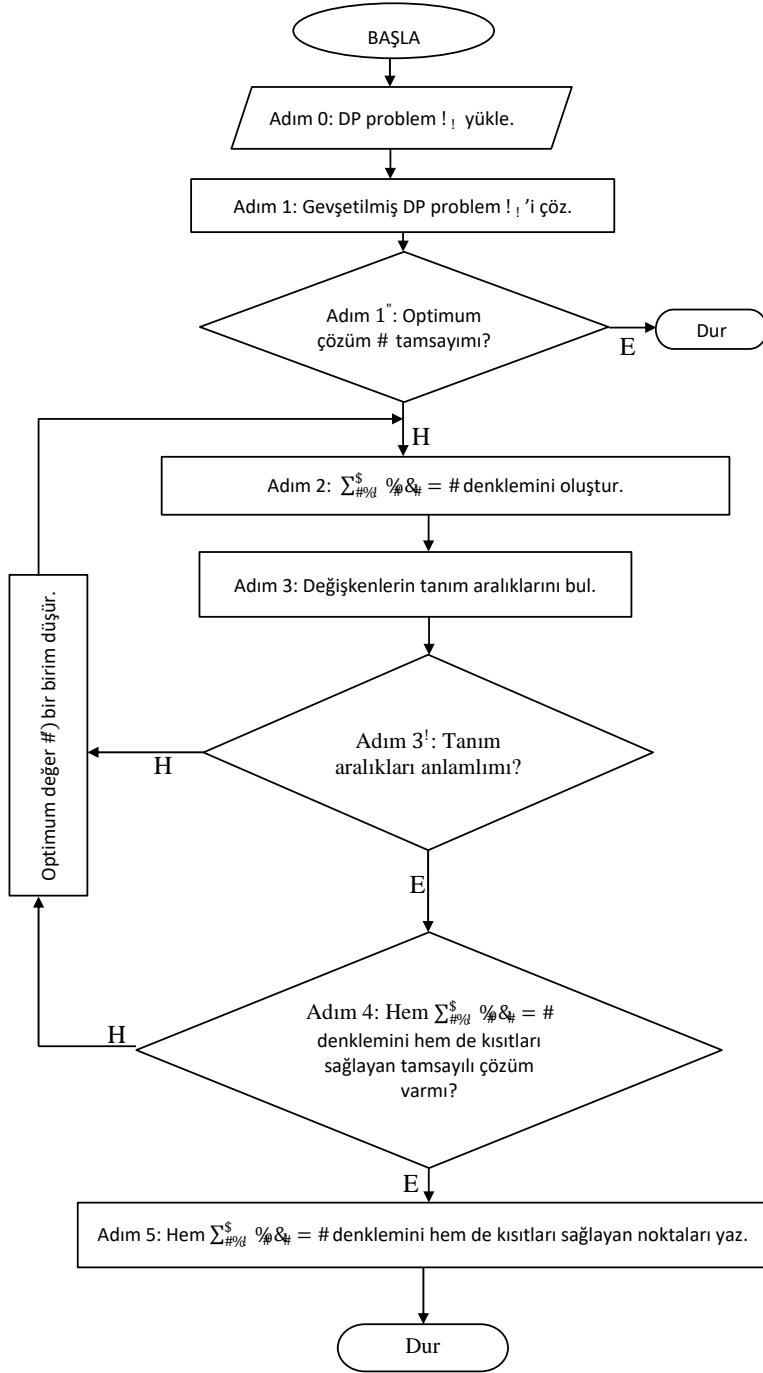 BAŞLA
Adım 0: DP problem ! ! yükle.
Adım 1: Gevşetilmiş DP problem ! ! ’i çöz.
Adım 1": Optimum
çözüm # tamsayımı?
E
Dur
H
Adım 2: ∑ = # denklemini oluştur.
Adım 3: Değişkenlerin tanım aralıklarını bul.
Optimum değer #) bir birim düşür.
Adım 3!: Tanım
aralıkları anlamlımı?
H
E
Adım 4: Hem ∑ = #
denklemini hem de kısıtları
sağlayan tamsayılı çözüm
varmı?
H
E
Adım 5: Hem ∑ = # denklemini hem de kısıtları sağlayan noktaları yaz.
Dur